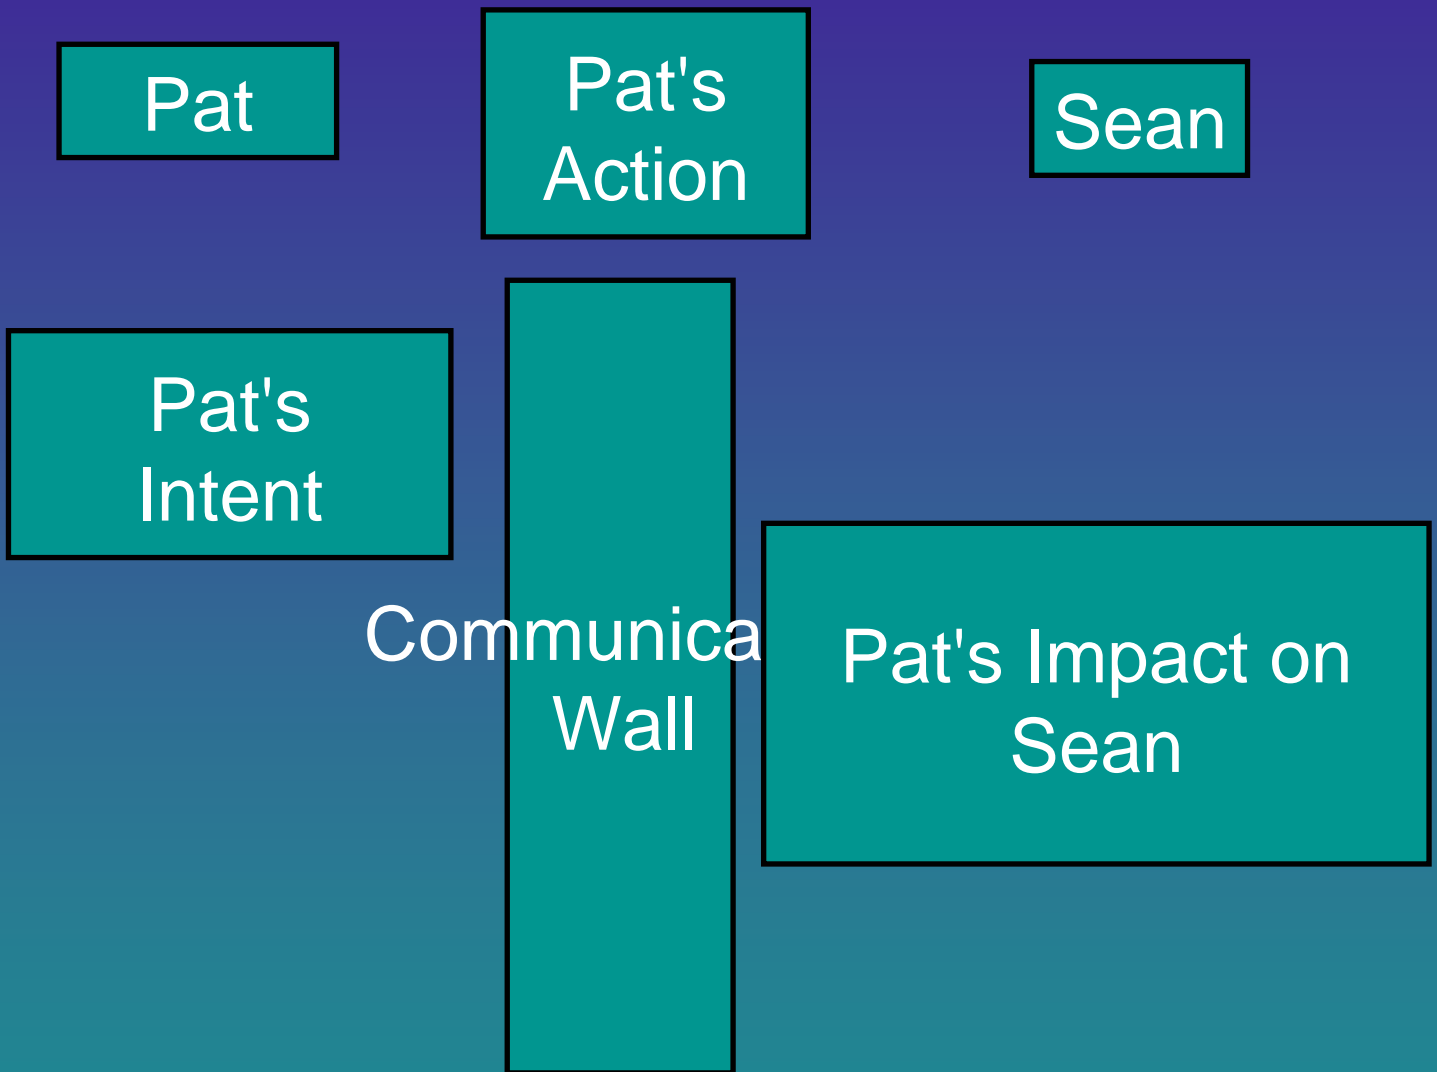 Pat
Pat's
Action
Sean
Pat's
Intent
Communica
Wall
Pat's Impact on
Sean